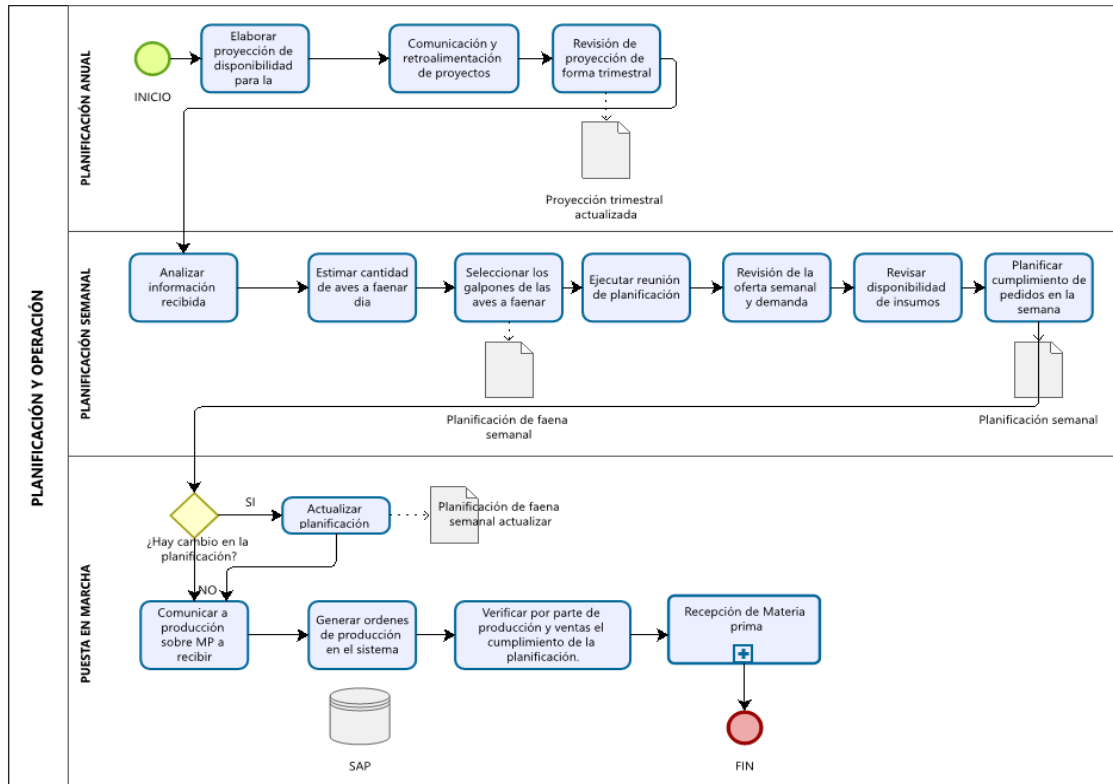 PLANIFICACIÓN Y OPERACIÓN
PLANIFICACIÓN ANUAL
INICIO
Elaborar
proyección de
disponibilidad
para la
Comunicación y
retroalimentación
de proyectos
Revisión de
proyección de
forma trimestral
Proyección trimestral
actualizada
PLANIFICACIÓN SEMANAL
Analizar
información
recibida
Estimar cantidad
de aves a faenar
dia
Seleccionar los
galpones de las
aves a faenar
Ejecutar reunión
de planificación
Revisión de la
oferta semanal
y demanda
Revisar
disponibilidad
de insumos
Planificar
cumplimiento de
pedidos en la
semana
Planificación de faena
semanal
Planificación semanal
PUESTA EN MARCHA
¿Hay cambio en la
planificación?
SI
Actualizar
planificación
Planificación de faena
semanal actualizar
NO
Comunicar a
producción
sobre MP a
recibir
Generar ordenes
de producción
en el sistema
Verificar por parte de
producción y ventas el
cumplimiento de la
planificación.
Recepción de Materia
prima
SAP
FIN